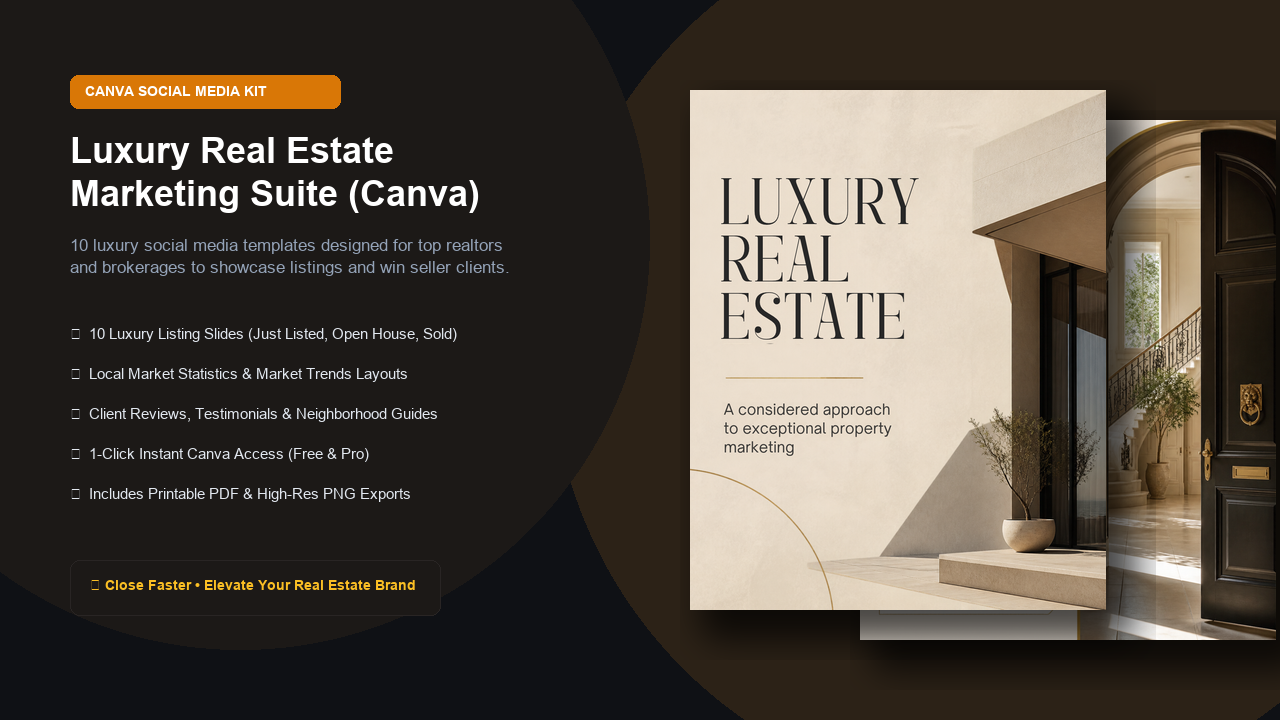 CANVA SOCIAL MEDIA KIT
Luxury Real Estate
Marketing Suite (Canva)
10 luxury social media templates designed for top realtors
and brokerages to showcase listings and win seller clients.
10 Luxury Listing Slides (Just Listed, Open House, Sold)
Local Market Statistics & Market Trends Layouts
Client Reviews, Testimonials & Neighborhood Guides
1-Click Instant Canva Access (Free & Pro)
Includes Printable PDF & High-Res PNG Exports
Close Faster • Elevate Your Real Estate Brand
LUXURY
REAL
ESTATE
A considered approach
to exceptional property
marketing